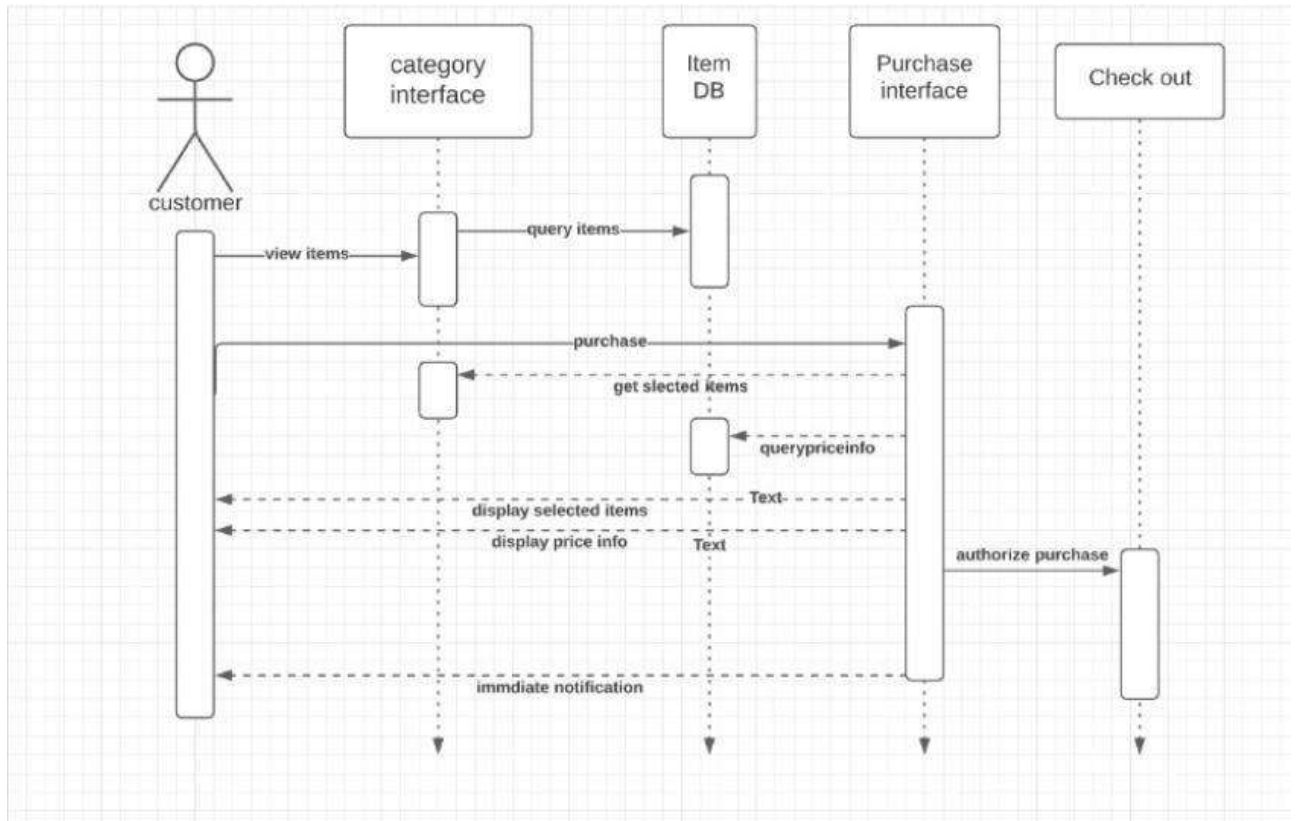 category
interface
Item
DB
Purchase
interface
Check out
customer
query items
view items
purchase
get slected items
querypriceinfo
Text
display selected items
display price info
Text
authorize purchase
immdiate notification